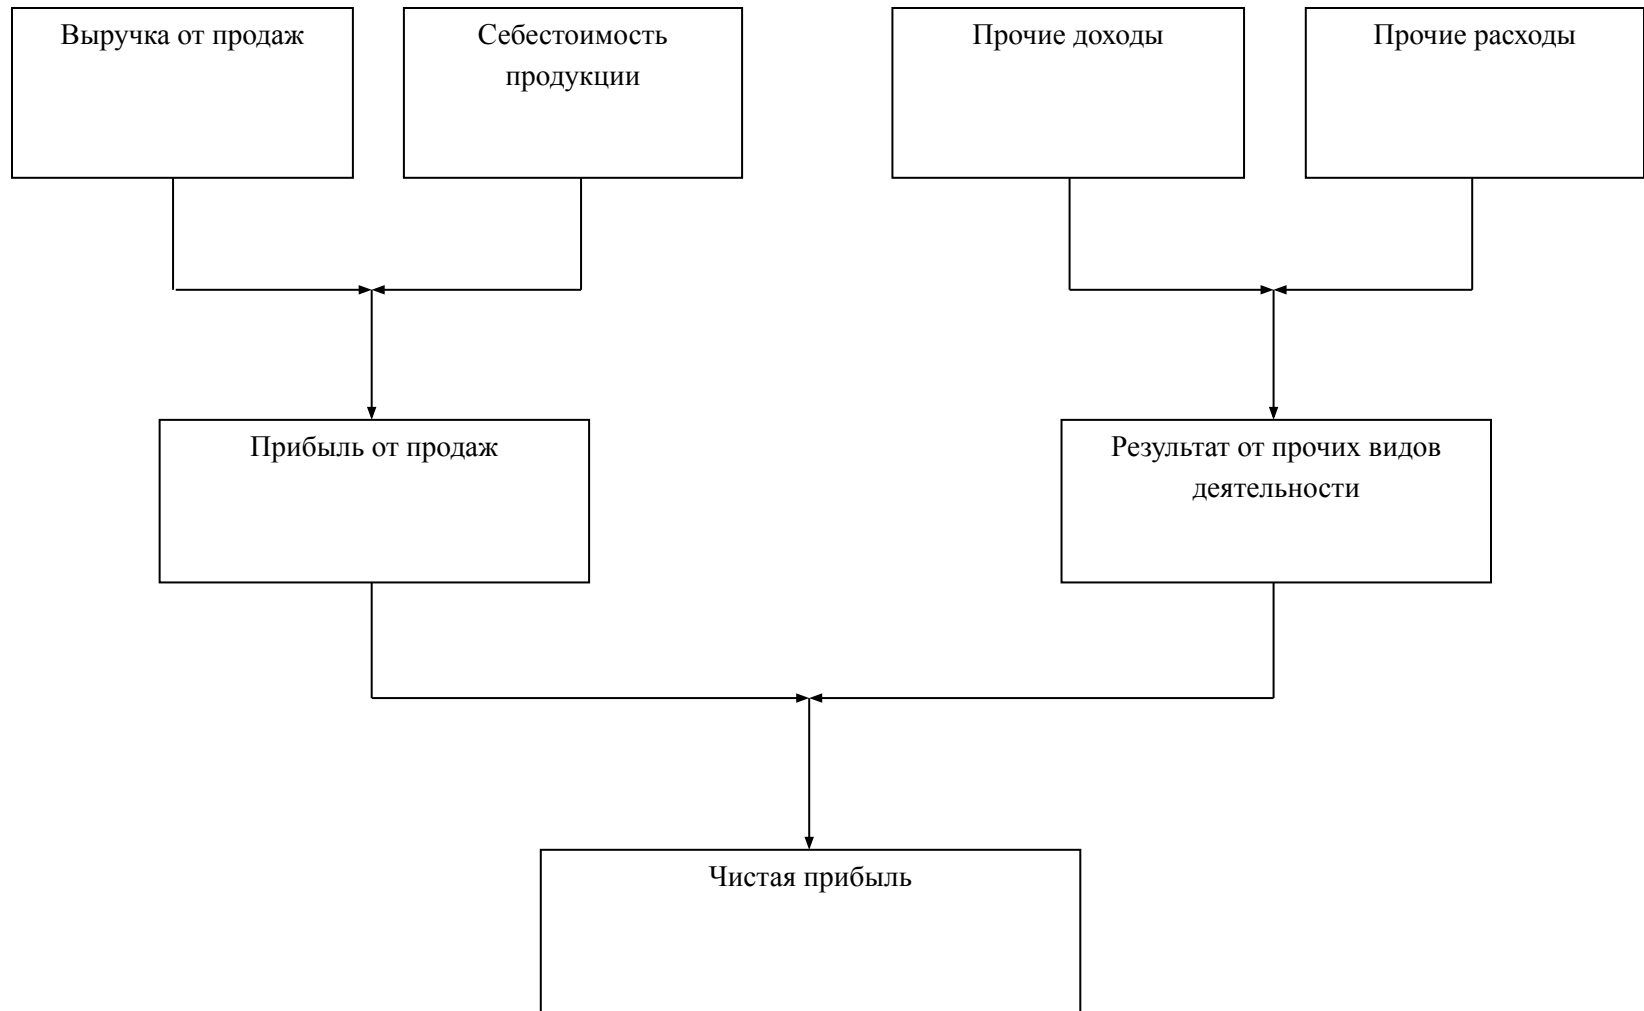 Выручка от продаж
Себестоимость
продукции
Прочие доходы
Прочие расходы
Прибыль от продаж
Результат от прочих видов
деятельности
Чистая прибыль